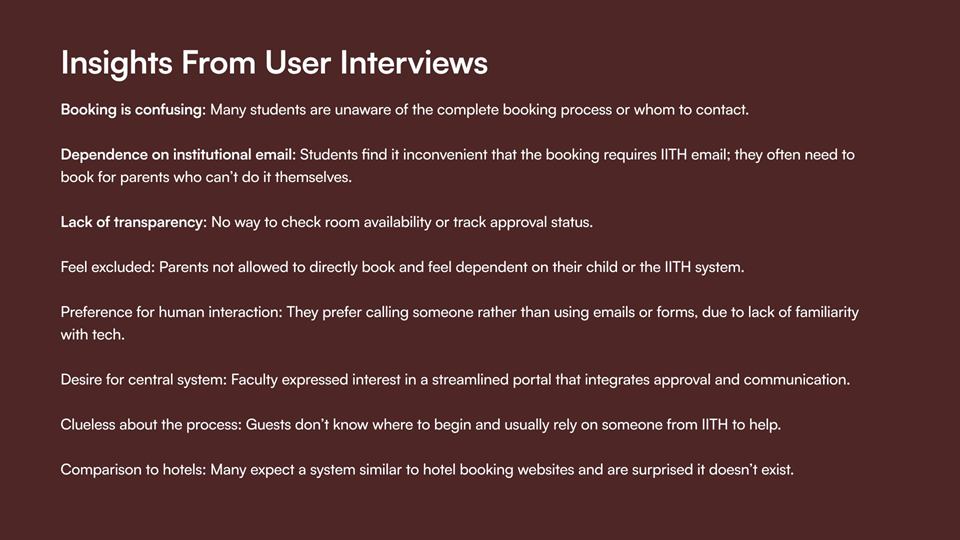 Insights From User Interviews
Booking is confusing: Many students are unaware of the complete booking process or whom to contact.
Dependence on institutional email: Students find it inconvenient that the booking requires IITH email; they often need to
book for parents who can’t do it themselves.
Lack of transparency: No way to check room availability or track approval status.
Feel excluded: Parents not allowed to directly book and feel dependent on their child or the IITH system.
Preference for human interaction: They prefer calling someone rather than using emails or forms, due to lack of familiarity
with tech.
Desire for central system: Faculty expressed interest in a streamlined portal that integrates approval and communication.
Clueless about the process: Guests don’t know where to begin and usually rely on someone from IITH to help.
Comparison to hotels: Many expect a system similar to hotel booking websites and are surprised it doesn’t exist.